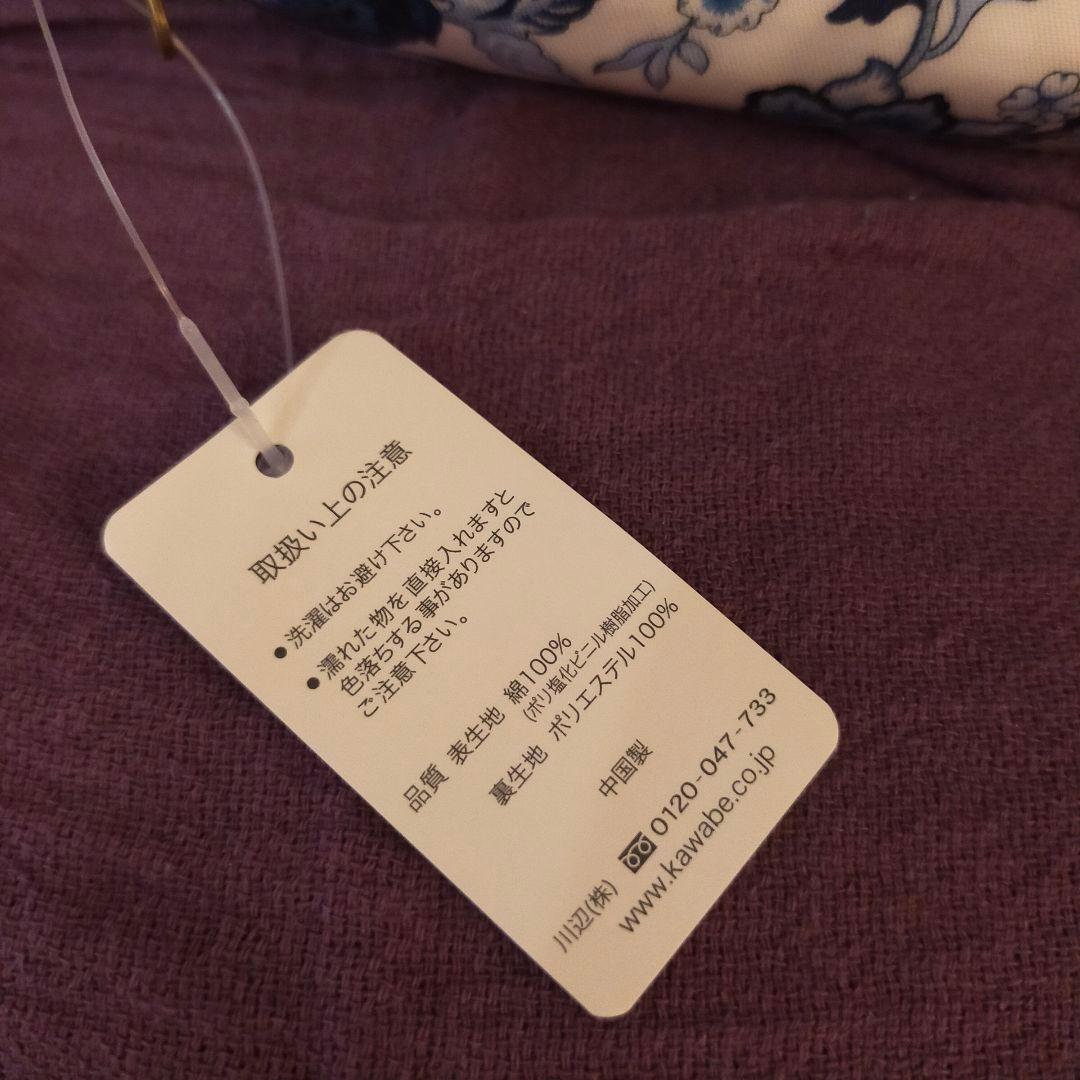 取扱い上の注意
●洗濯はお避け下さい。
●濡れた物を直接入れますと
色落ちする事がありますので
ご注意下さい。
品質 表生地 綿100%
(ポリ塩化ビニール樹脂加工)
裏生地 ポリエステル100%
中国製
川辺(株) 0120-047-733
www.kawabe.co.jp